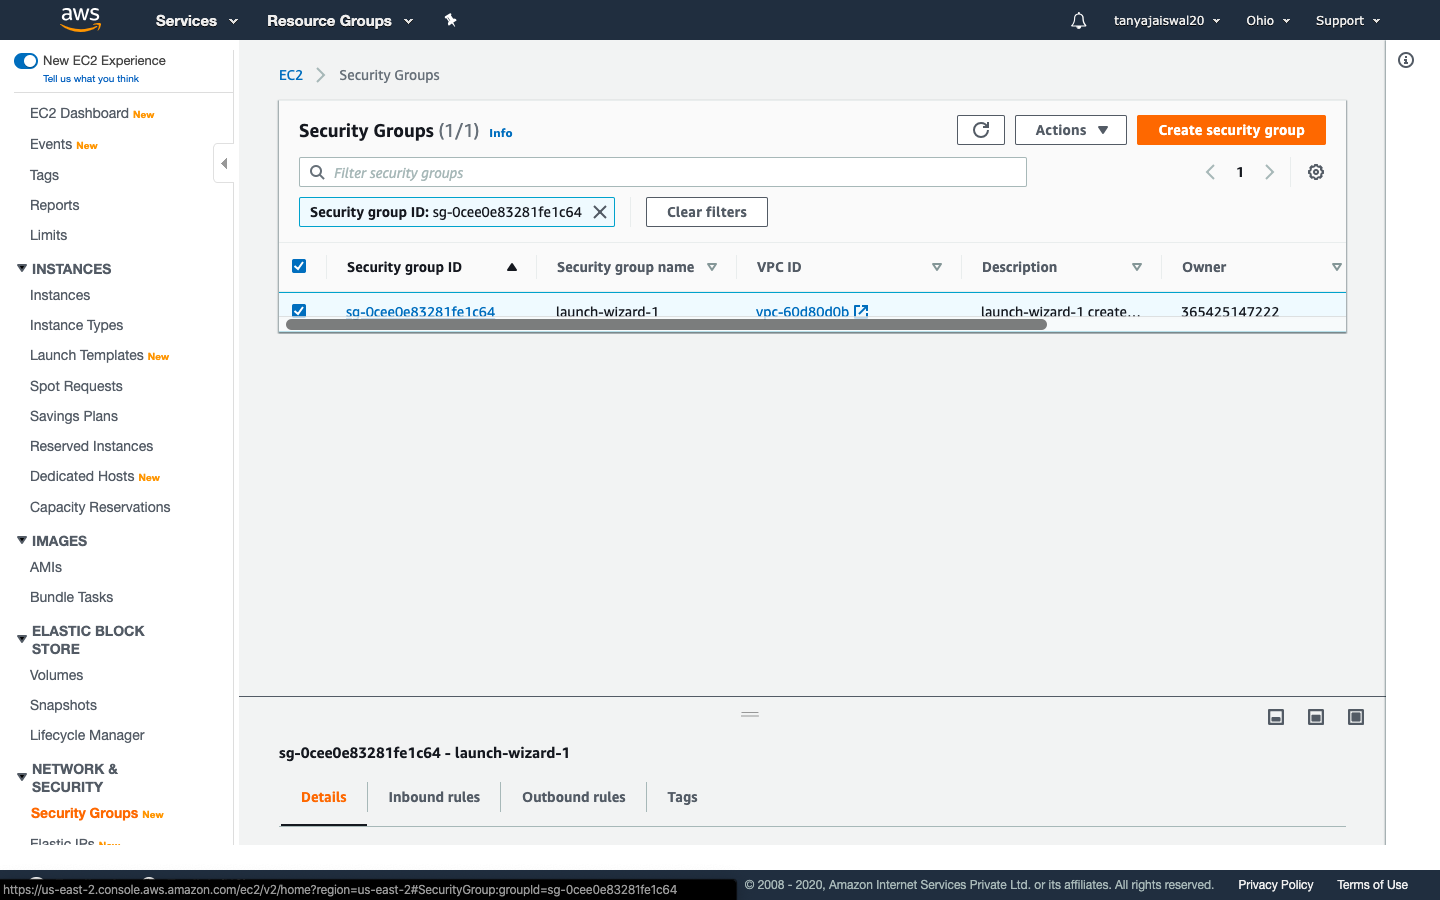 aws Services Resource Groups tanyajaiswal20 Ohio Support
New EC2 Experience
Tell us what you think
EC2 Dashboard New
Events New
Tags
Reports
Limits
INSTANCES
Instances
Instance Types
Launch Templates New
Spot Requests
Savings Plans
Reserved Instances
Dedicated Hosts New
Capacity Reservations
IMAGES
AMIs
Bundle Tasks
ELASTIC BLOCK
STORE
Volumes
Snapshots
Lifecycle Manager
NETWORK &
SECURITY
Security Groups New
Elastic IPs New
EC2 Security Groups
Security Groups (1/1) Info
Actions
Create security group
Filter security groups
1
Security group ID: sg-0cee0e83281fe1c64
Clear filters
Security group ID Security group name VPC ID Description Owner
sg-0cee0e83281fe1c64 launch-wizard-1 vpc-60d80d0b launch-wizard-1 create... 365425147222
sg-0cee0e83281fe1c64 - launch-wizard-1
Details Inbound rules Outbound rules Tags
https://us-east-2.console.aws.amazon.com/ec2/v2/home?region=us-east-2#SecurityGroup:groupId=sg-0cee0e83281fe1c64
© 2008 - 2020, Amazon Internet Services Private Ltd. or its affiliates. All rights reserved. Privacy Policy Terms of Use